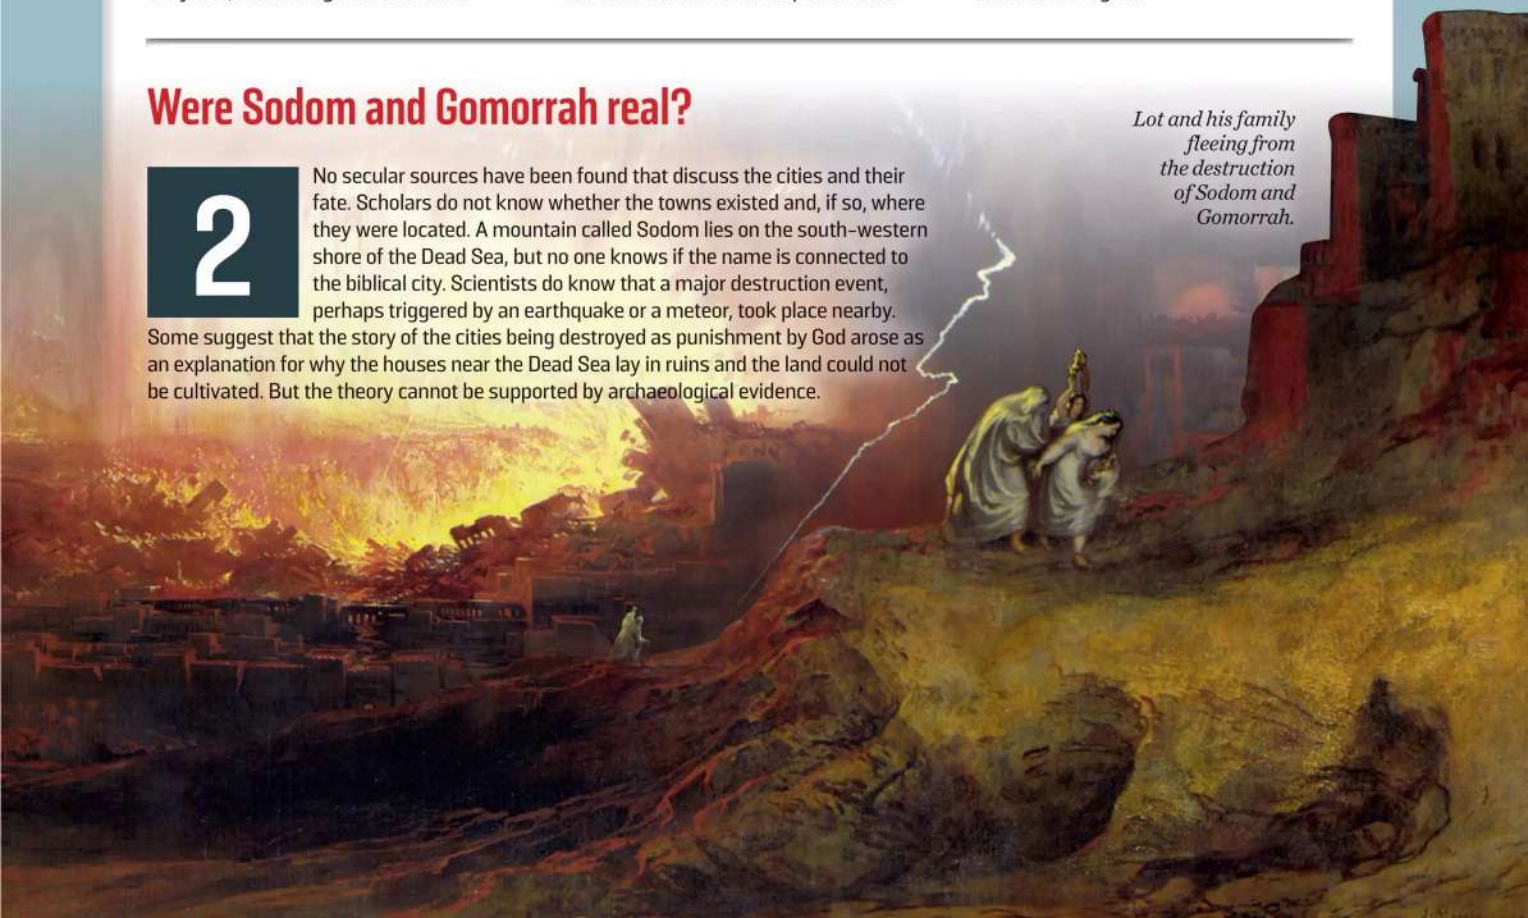 Were Sodom and Gomorrah real?
2
No secular sources have been found that discuss the cities and their
fate. Scholars do not know whether the towns existed and, if so, where
they were located. A mountain called Sodom lies on the south-western
shore of the Dead Sea, but no one knows if the name is connected to
the biblical city. Scientists do know that a major destruction event,
perhaps triggered by an earthquake or a meteor, took place nearby.
Some suggest that the story of the cities being destroyed as punishment by God arose as
an explanation for why the houses near the Dead Sea lay in ruins and the land could not
be cultivated. But the theory cannot be supported by archaeological evidence.
Lot and his family
fleeing from
the destruction
of Sodom and
Gomorrah.